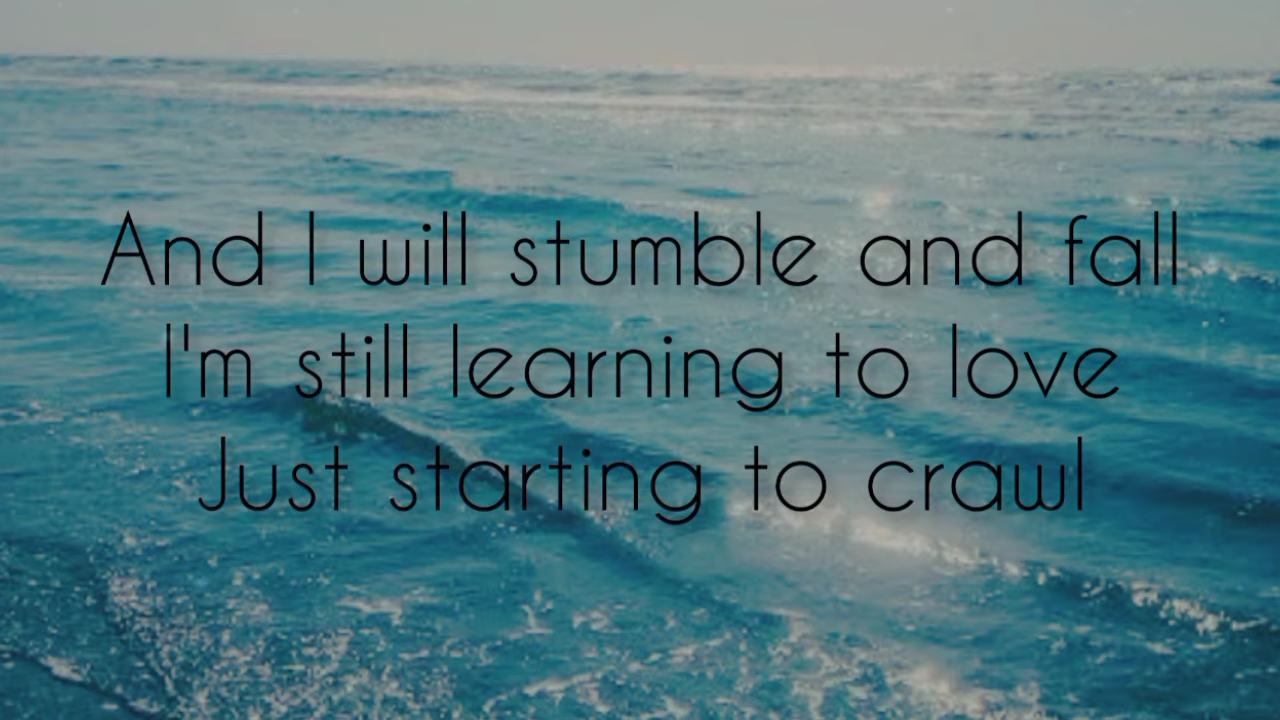 And I will stumble and fall
I'm still learning to love
Just starting to crawl